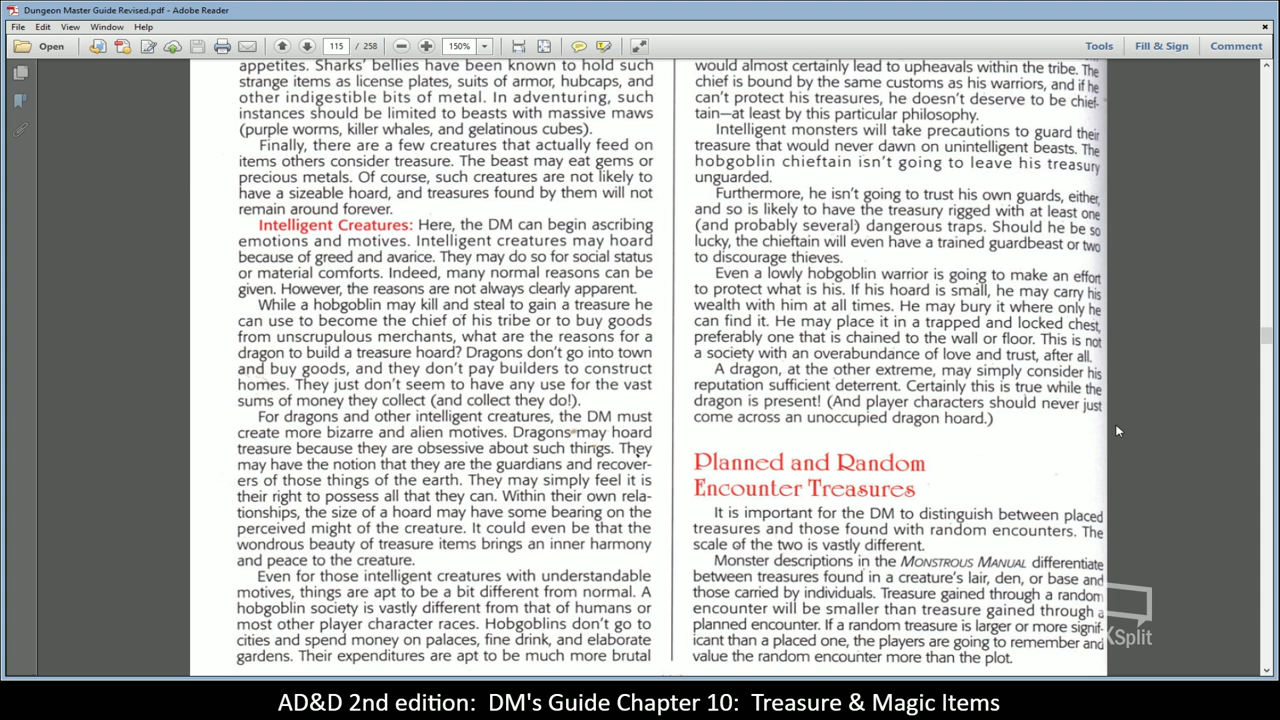 Dungeon Master Guide Revised.pdf - Adobe Reader
File Edit View Window Help
Open 115 / 258 150% Tools Fill & Sign Comment
appetites. Sharks' bellies have been known to hold such
strange items as license plates, suits of armor, hubcaps, and
other indigestible bits of metal. In adventuring, such
instances should be limited to beasts with massive maws
(purple worms, killer whales, and gelatinous cubes).
Finally, there are a few creatures that actually feed on
items others consider treasure. The beast may eat gems or
precious metals. Of course, such creatures are not likely to
have a sizeable hoard, and treasures found by them will not
remain around forever.
Intelligent Creatures: Here, the DM can begin ascribing
emotions and motives. Intelligent creatures may hoard
because of greed and avarice. They may do so for social status
or material comforts. Indeed, many normal reasons can be
given. However, the reasons are not always clearly apparent.
While a hobgoblin may kill and steal to gain a treasure he
can use to become the chief of his tribe or to buy goods
from unscrupulous merchants, what are the reasons for a
dragon to build a treasure hoard? Dragons don't go into town
and buy goods, and they don't pay builders to construct
homes. They just don't seem to have any use for the vast
sums of money they collect (and collect they do!).
For dragons and other intelligent creatures, the DM must
create more bizarre and alien motives. Dragons may hoard
treasure because they are obsessive about such things. They
may have the notion that they are the guardians and recover-
ers of those things of the earth. They may simply feel it is
their right to possess all that they can. Within their own rela-
tionships, the size of a hoard may have some bearing on the
perceived might of the creature. It could even be that the
wondrous beauty of treasure items brings an inner harmony
and peace to the creature.
Even for those intelligent creatures with understandable
motives, things are apt to be a bit different from normal. A
hobgoblin society is vastly different from that of humans or
most other player character races. Hobgoblins don't go to
cities and spend money on palaces, fine drink, and elaborate
gardens. Their expenditures are apt to be much more brutal
would almost certainly lead to upheavals within the tribe. The
chief is bound by the same customs as his warriors, and if he
can't protect his treasures, he doesn't deserve to be chief-
tain—at least by this particular philosophy.
Intelligent monsters will take precautions to guard their
treasure that would never dawn on unintelligent beasts. The
hobgoblin chieftain isn't going to leave his treasury
unguarded.
Furthermore, he isn't going to trust his own guards, either,
and so is likely to have the treasury rigged with at least one
(and probably several) dangerous traps. Should he be so
lucky, the chieftain will even have a trained guardbeast or two
to discourage thieves.
Even a lowly hobgoblin warrior is going to make an effort
to protect what is his. If his hoard is small, he may carry his
wealth with him at all times. He may bury it where only he
can find it. He may place it in a trapped and locked chest,
preferably one that is chained to the wall or floor. This is not
a society with an overabundance of love and trust, after all.
A dragon, at the other extreme, may simply consider his
reputation sufficient deterrent. Certainly this is true while the
dragon is present! (And player characters should never just
come across an unoccupied dragon hoard.)
Planned and Random
Encounter Treasures
It is important for the DM to distinguish between placed
treasures and those found with random encounters. The
scale of the two is vastly different.
Monster descriptions in the MONSTROUS MANUAL differentiate
between treasures found in a creature's lair, den, or base and
those carried by individuals. Treasure gained through a random
encounter will be smaller than treasure gained through a
planned encounter. If a random treasure is larger or more signif-
icant than a placed one, the players are going to remember and
value the random encounter more than the plot.
XSplit
AD&D 2nd edition: DM's Guide Chapter 10: Treasure & Magic Items